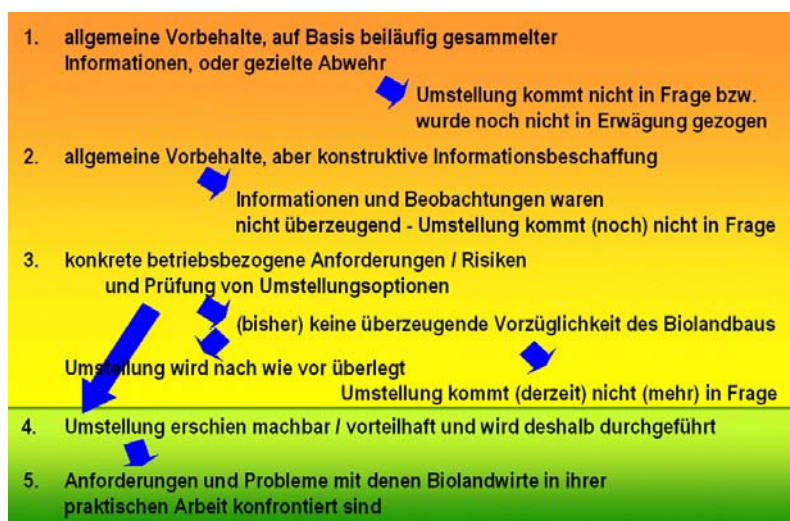 1. allgemeine Vorbehalte, auf Basis beiläufig gesammelter
Informationen, oder gezielte Abwehr
Umstellung kommt nicht in Frage bzw.
wurde noch nicht in Erwägung gezogen
2. allgemeine Vorbehalte, aber konstruktive Informationsbeschaffung
Informationen und Beobachtungen waren
nicht überzeugend - Umstellung kommt (noch) nicht in Frage
3. konkrete betriebsbezogene Anforderungen / Risiken
und Prüfung von Umstellungsoptionen
(bisher) keine überzeugende Vorzüglichkeit des Biolandbaus
Umstellung wird nach wie vor überlegt
Umstellung kommt (derzeit) nicht (mehr) in Frage
4. Umstellung erschien machbar / vorteilhaft und wird deshalb durchgeführt
5. Anforderungen und Probleme mit denen Biolandwirte in ihrer
praktischen Arbeit konfrontiert sind